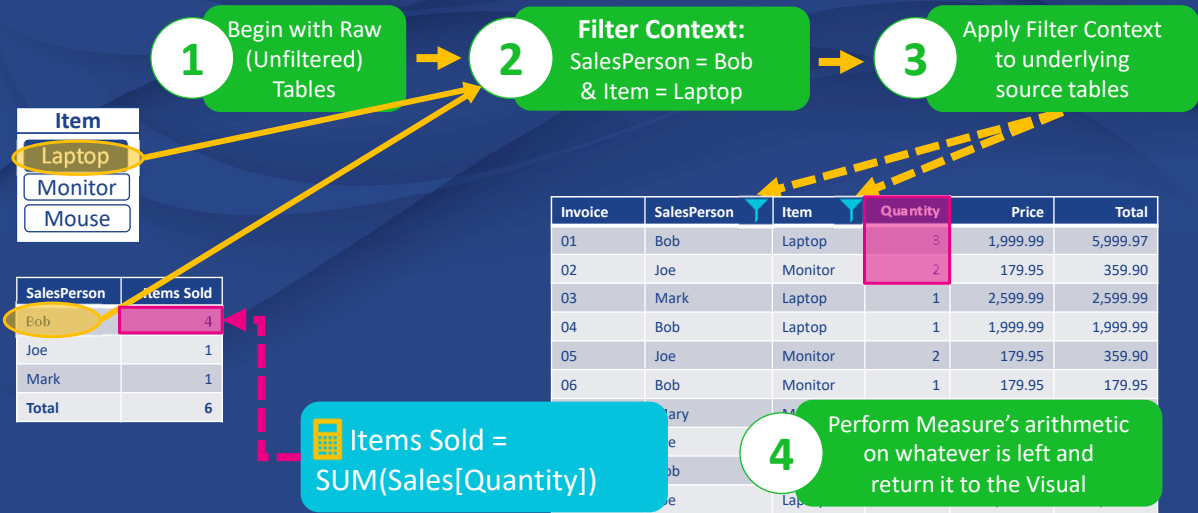 1
Begin with Raw
(Unfiltered)
Tables
2
Filter Context:
SalesPerson = Bob
& Item = Laptop
3
Apply Filter Context
to underlying
source tables
Item
Laptop
Monitor
Mouse
SalesPerson Items Sold
Bob 4
Joe 1
Mark 1
Total 6
Invoice SalesPerson Item Quantity Price Total
01 Bob Laptop 3 1,999.99 5,999.97
02 Joe Monitor 2 179.95 359.90
03 Mark Laptop 1 2,599.99 2,599.99
04 Bob Laptop 1 1,999.99 1,999.99
05 Joe Monitor 2 179.95 359.90
06 Bob Monitor 1 179.95 179.95
Items Sold =
SUM(Sales[Quantity])
4
Perform Measure's arithmetic
on whatever is left and
return it to the Visual